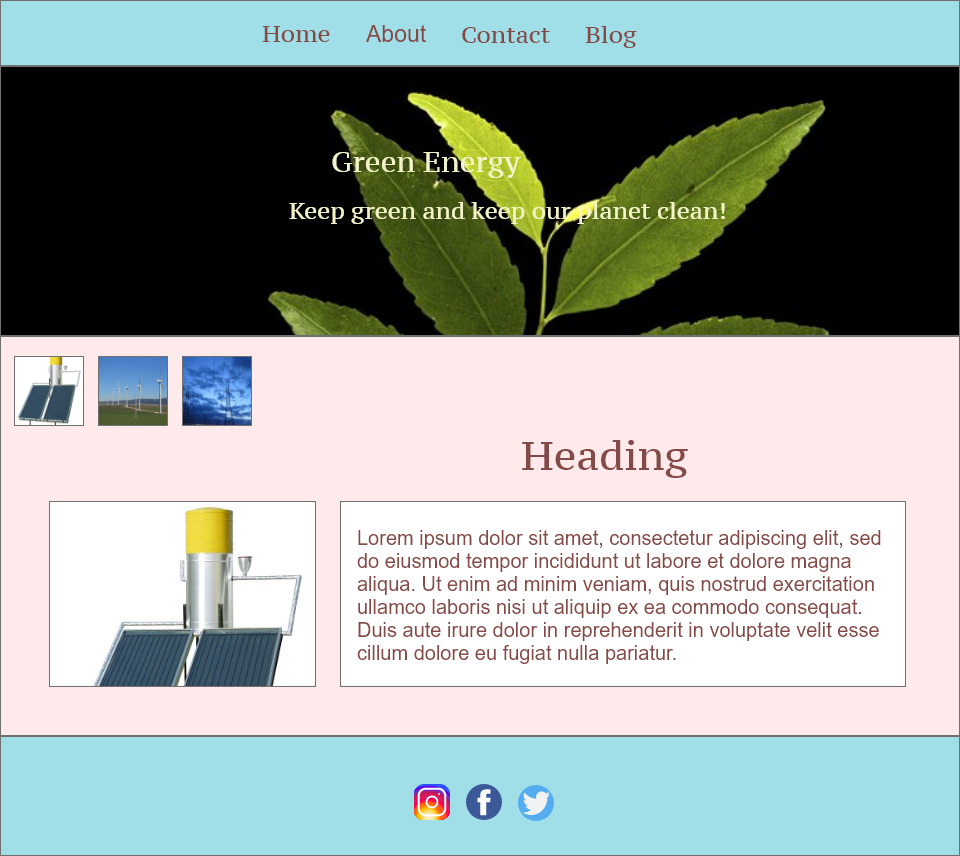 Home About Contact Blog
Green Energy
Keep green and keep our planet clean!
Heading
Lorem ipsum dolor sit amet, consectetur adipiscing elit, sed
do eiusmod tempor incididunt ut labore et dolore magna
aliqua. Ut enim ad minim veniam, quis nostrud exercitation
ullamco laboris nisi ut aliquip ex ea commodo consequat.
Duis aute irure dolor in reprehenderit in voluptate velit esse
cillum dolore eu fugiat nulla pariatur.